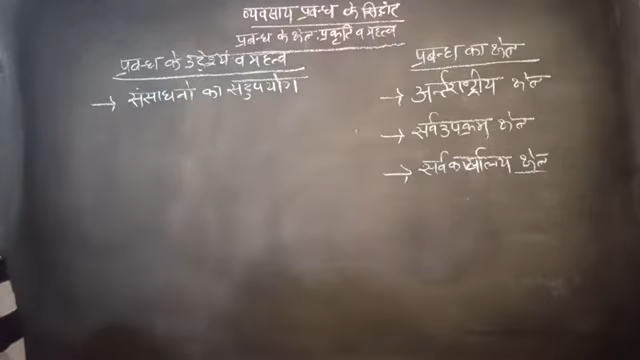 व्यवसाय प्रबन्ध के सिद्धांत
प्रबन्ध के क्षेत्र, प्रकृति व महत्व
प्रबन्ध के उद्देश्य व महत्व
→ संसाधनो का सदुपयोग
प्रबन्ध का क्षेत्र
→ अर्न्तराष्ट्रीय क्षेत्र
→ सर्वउपक्रम क्षेत्र
→ सर्वकार्यालय क्षेत्र